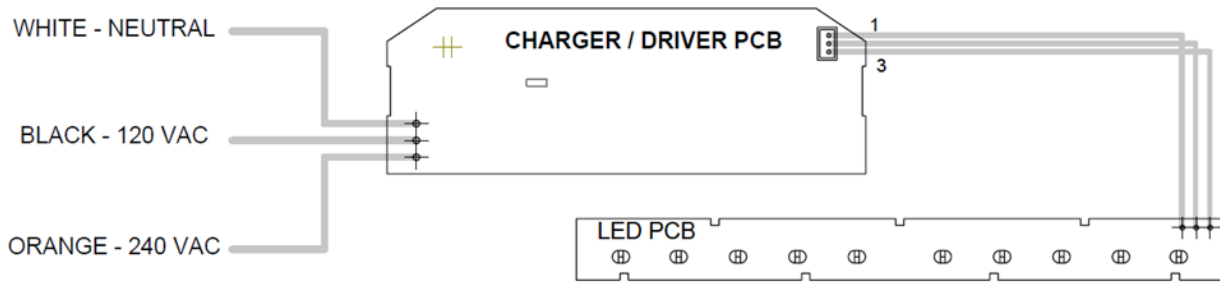 WHITE - NEUTRAL
CHARGER / DRIVER PCB
1
3
BLACK - 120 VAC
ORANGE - 240 VAC
LED PCB